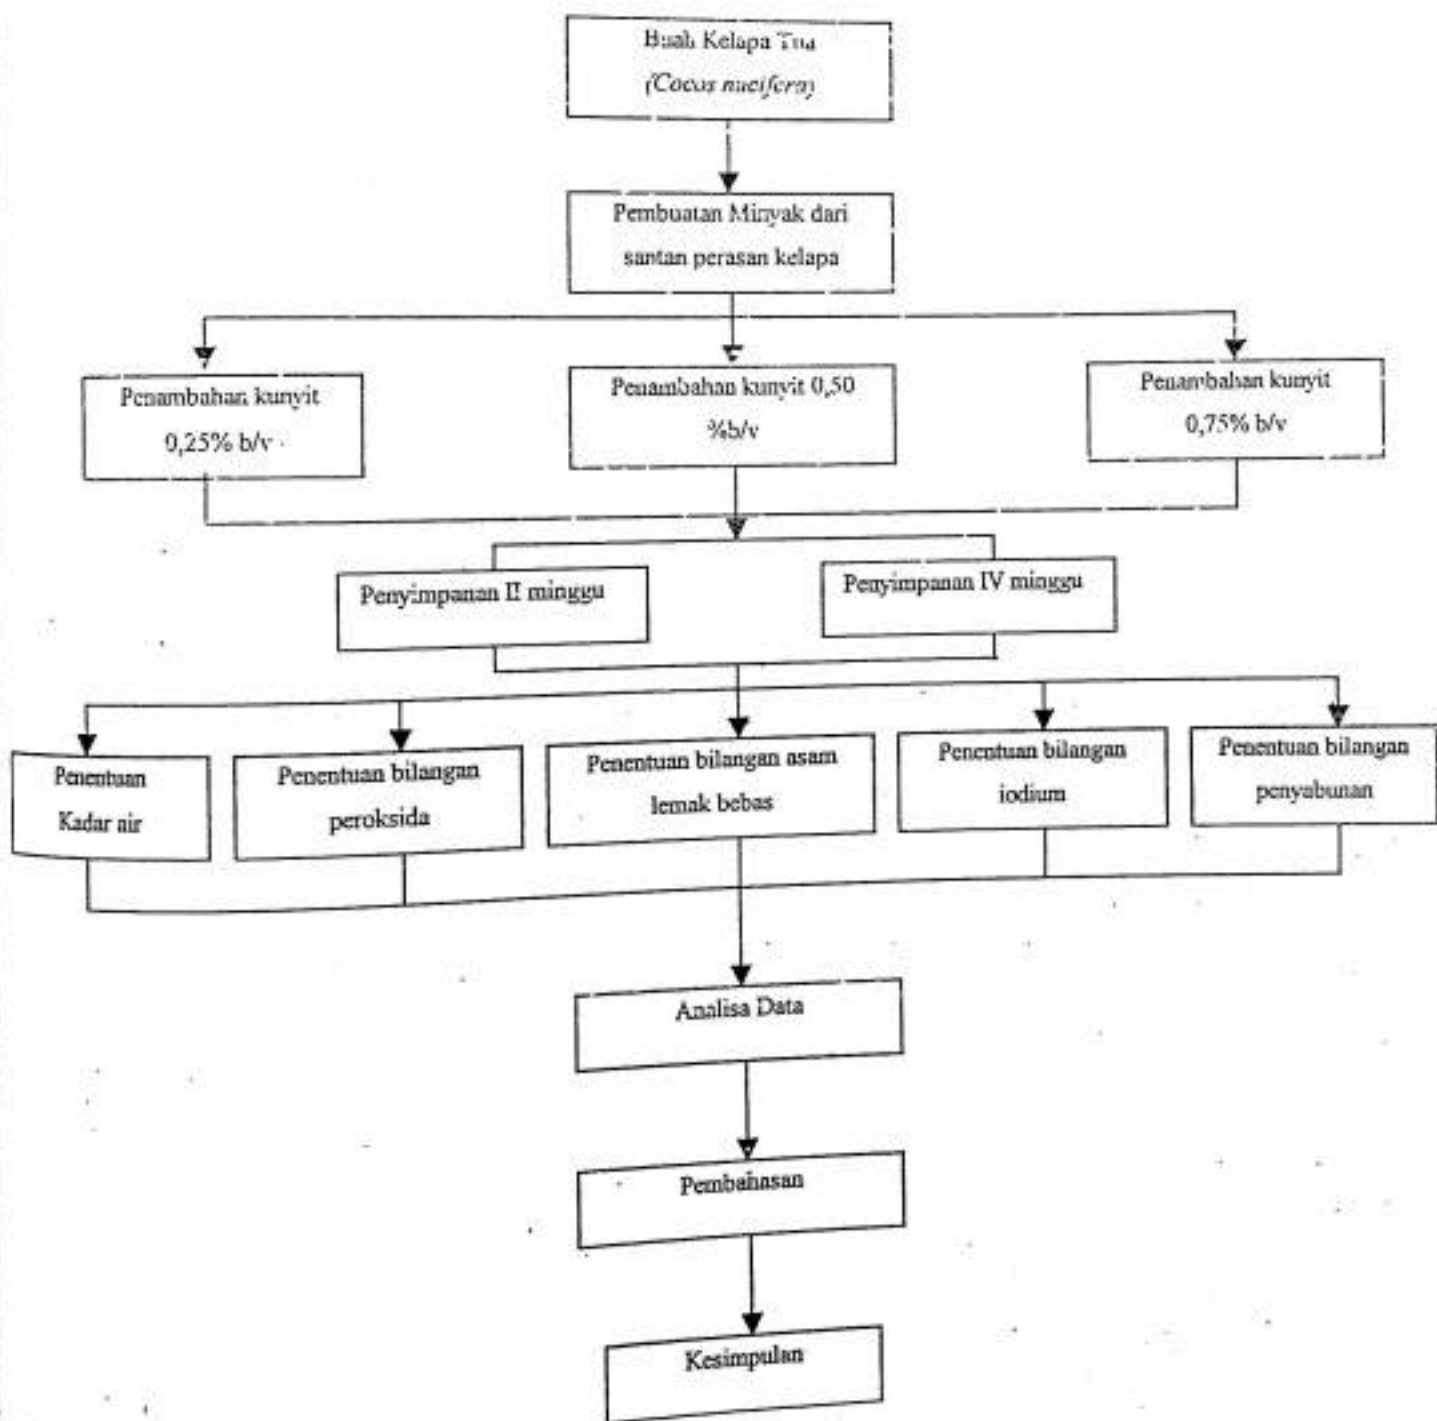 Buah Kelapa Tua
(Cocos nucifera)
Pembuatan Minyak dari
santan perasan kelapa
Penambahan kunyit
0,25% b/v
Penambahan kunyit 0,50
%b/v
Penambahan kunyit
0,75% b/v
Penyimpanan II minggu
Penyimpanan IV minggu
Penentuan
Kadar air
Penentuan bilangan
peroksida
Penentuan bilangan asam
lemak bebas
Penentuan bilangan
iodium
Penentuan bilangan
penyabunan
Analisa Data
Pembahasan
Kesimpulan